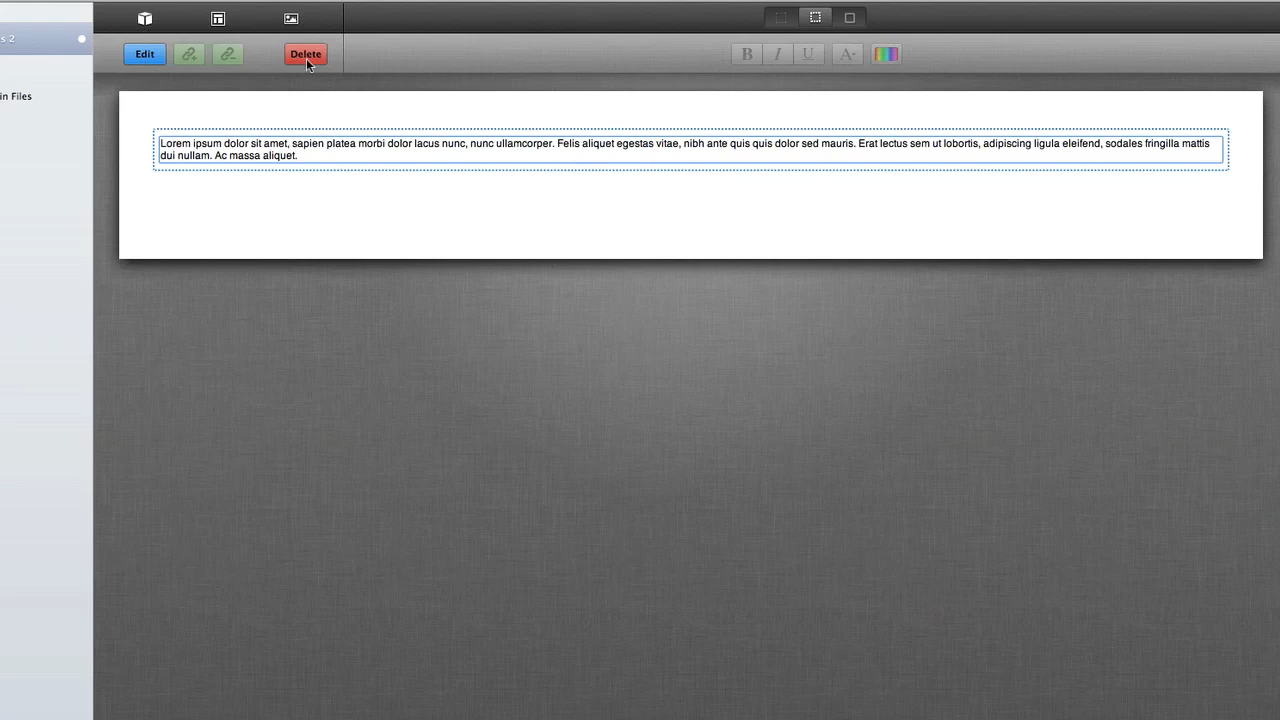 s 2
Edit
Delete
B I U A
in Files
Lorem ipsum dolor sit amet, sapien platea morbi dolor lacus nunc, nunc ullamcorper. Felis aliquet egestas vitae, nibh ante quis quis dolor sed mauris. Erat lectus sem ut lobortis, adipiscing ligula eleifend, sodales fringilla mattis
dui nullam. Ac massa aliquet.